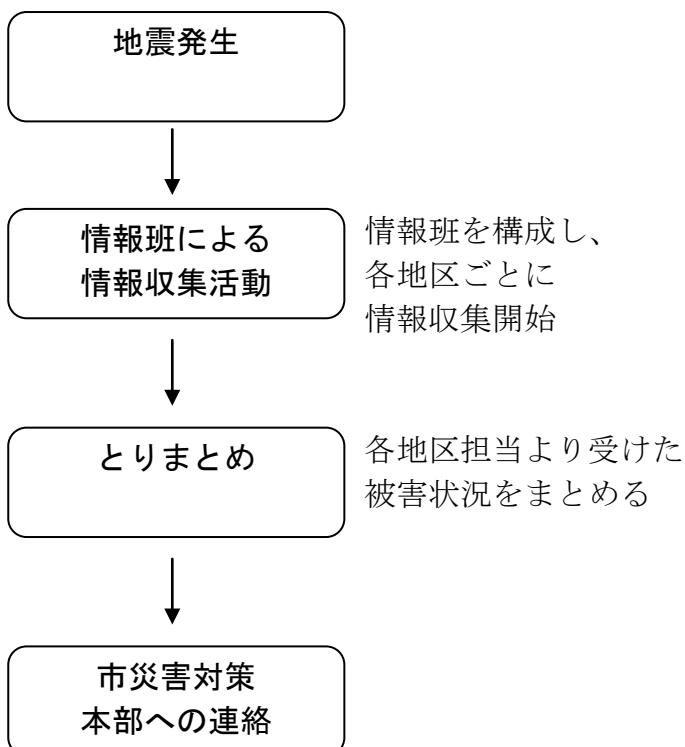 地震発生
情報班による
情報収集活動
情報班を構成し、
各地区ごとに
情報収集開始
とりまとめ
各地区担当より受けた
被害状況をまとめる
市災害対策
本部への連絡